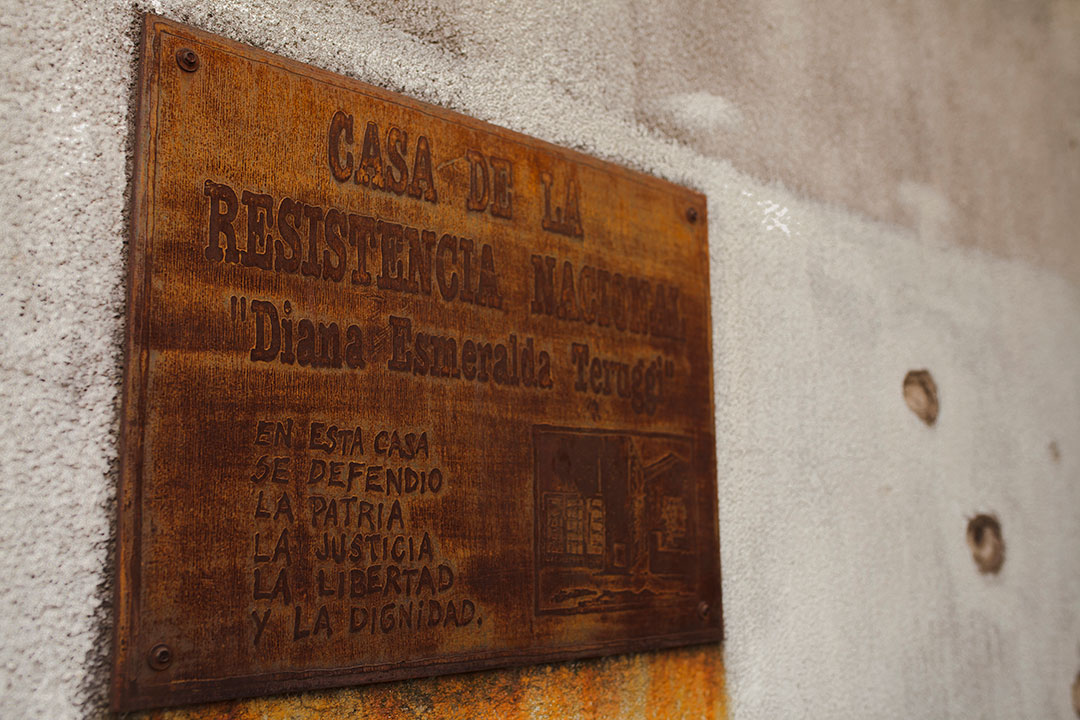 CASA DE LA
RESISTENCIA NACIONAL
"Diana Esmeralda Teruggi"
EN ESTA CASA
SE DEFENDIO
LA PATRIA
LA JUSTICIA
LA LIBERTAD
Y LA DIGNIDAD.